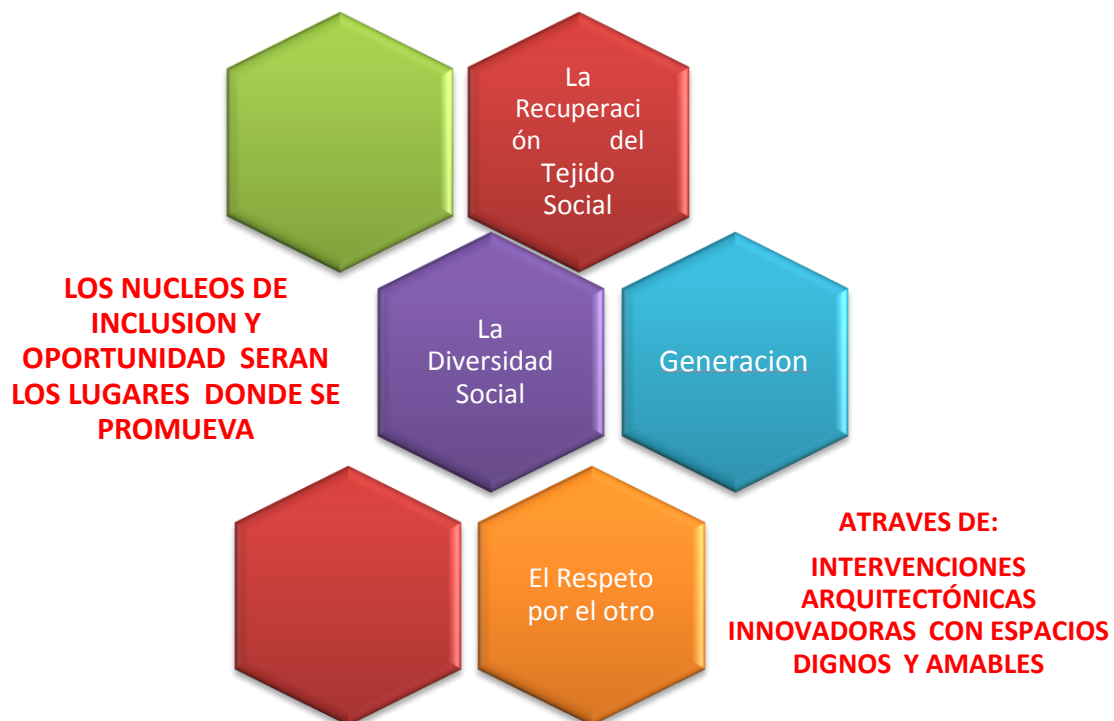 La
Recuperaci
ón del
Tejido
Social
LOS NUCLEOS DE
INCLUSION Y
OPORTUNIDAD SERAN
LOS LUGARES DONDE SE
PROMUEVA
La
Diversidad
Social
Generacion
El Respeto
por el otro
ATRAVES DE:
INTERVENCIONES
ARQUITECTÓNICAS
INNOVADORAS CON ESPACIOS
DIGNOS Y AMABLES